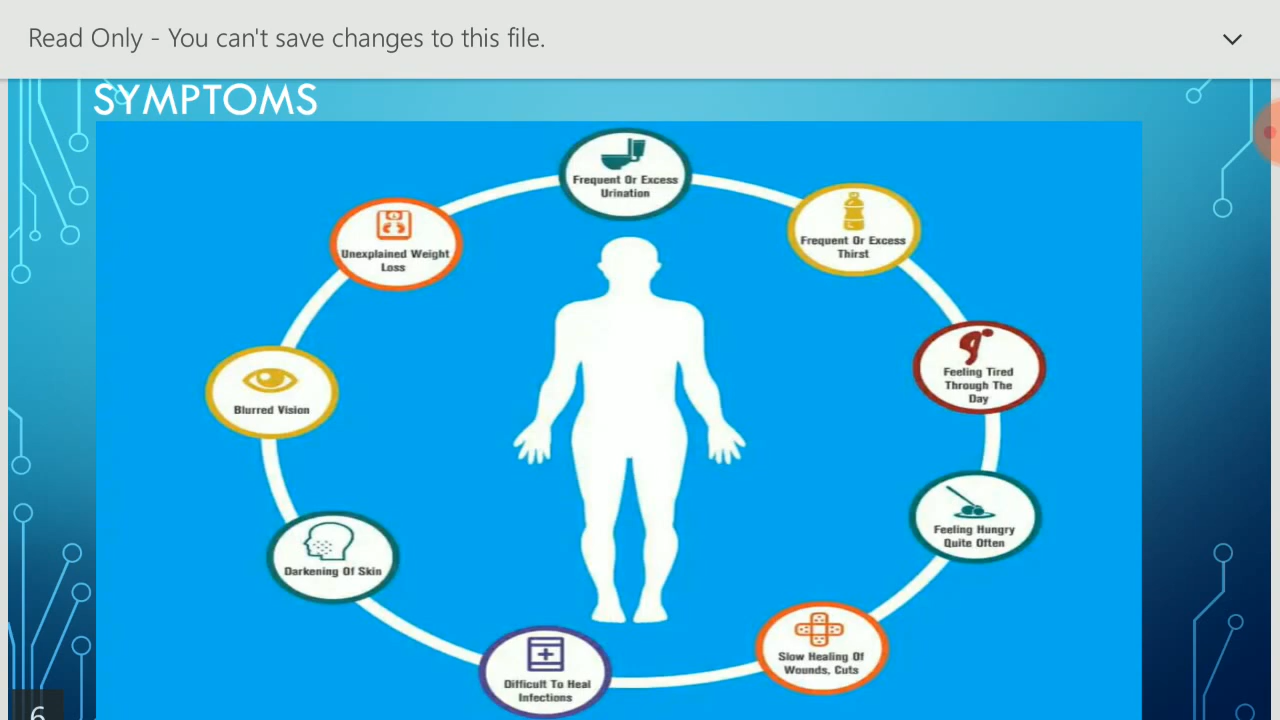 Read Only - You can't save changes to this file.
SYMPTOMS
Frequent Or Excess
Urination
Frequent Or Excess
Thirst
Feeling Tired
Through The
Day
Feeling Hungry
Quite Often
Slow Healing Of
Wounds, Cuts
Difficult To Heal
Infections
Darkening Of Skin
Blurred Vision
Unexplained Weight
Loss
6